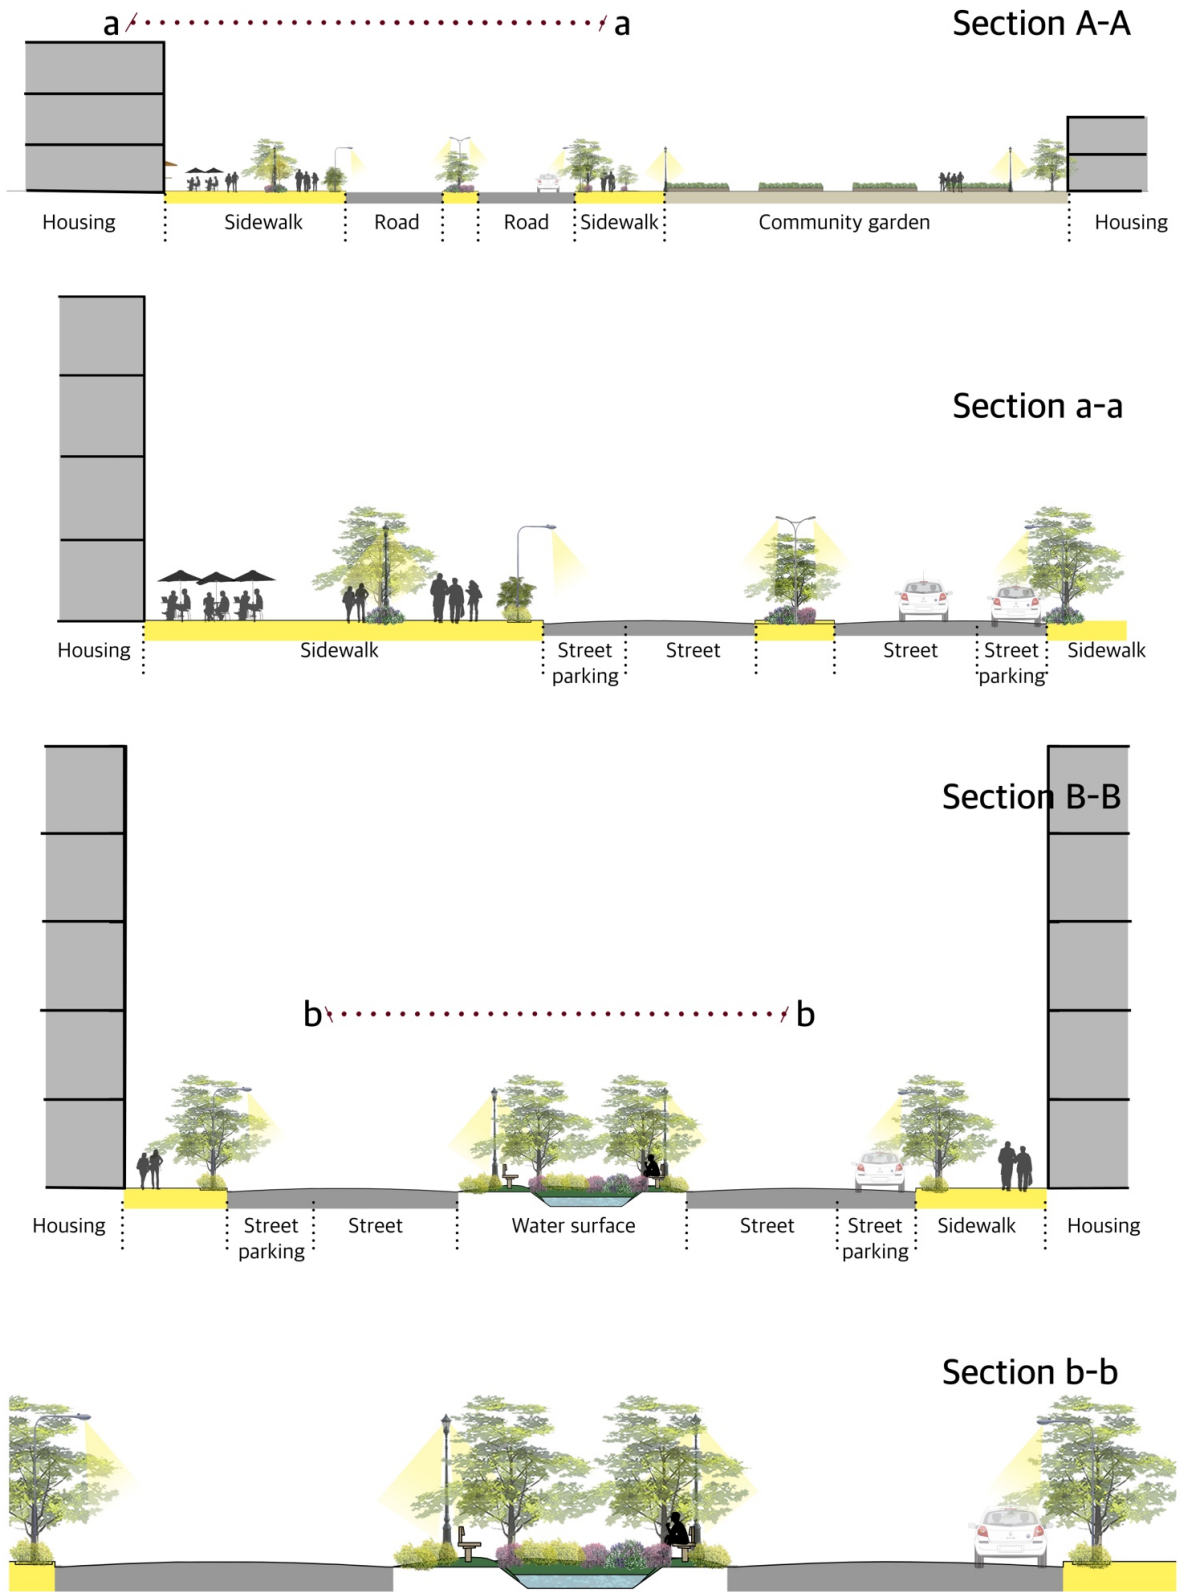 a a Section A-A
Housing Sidewalk Road Road Sidewalk Community garden Housing
Section a-a
Housing Sidewalk Street Street Street Street Sidewalk
parking parking
Section B-B
b b
Housing Street Street Water surface Street Street Sidewalk Housing
parking parking
Section b-b